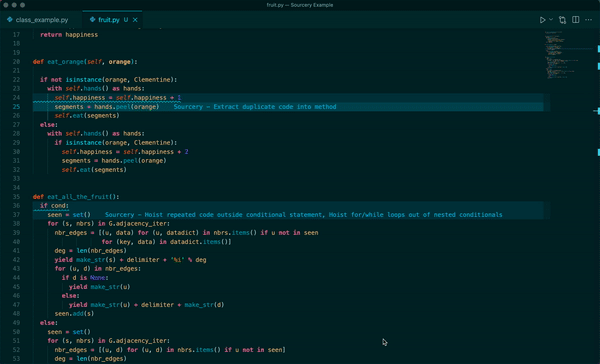 fruit.py — Sourcery Example
class_example.py
fruit.py U
17 return happiness
18
19
20 def eat_orange(self, orange):
21
22 if not isinstance(orange, Clementine):
23 with self.hands() as hands:
24 self.happiness = self.happiness + 1
25 segments = hands.peel(orange) Sourcery — Extract duplicate code into method
26 self.eat(segments)
27 else:
28 with self.hands() as hands:
29 if isinstance(orange, Clementine):
30 self.happiness = self.happiness + 2
31 segments = hands.peel(orange)
32 self.eat(segments)
33
34
35 def eat_all_the_fruit():
36 if cond:
37 seen = set() Sourcery — Hoist repeated code outside conditional statement, Hoist for/while loops out of nested conditionals
38 for (s, nbrs) in G.adjacency_iter:
39 nbr_edges = [(u, data) for (u, datadict) in nbrs.items() if u not in seen
40 for (key, data) in datadict.items()]
41 deg = len(nbr_edges)
42 yield make_str(s) + delimiter + '%i' % deg
43 for (u, d) in nbr_edges:
44 if d is None:
45 yield make_str(u)
46 else:
47 yield make_str(u) + delimiter + make_str(d)
48 seen.add(s)
49 else:
50 seen = set()
51 for (s, nbrs) in G.adjacency_iter:
52 nbr_edges = [(u, d) for (u, d) in nbrs.items() if u not in seen]
53 deg = len(nbr_edges)